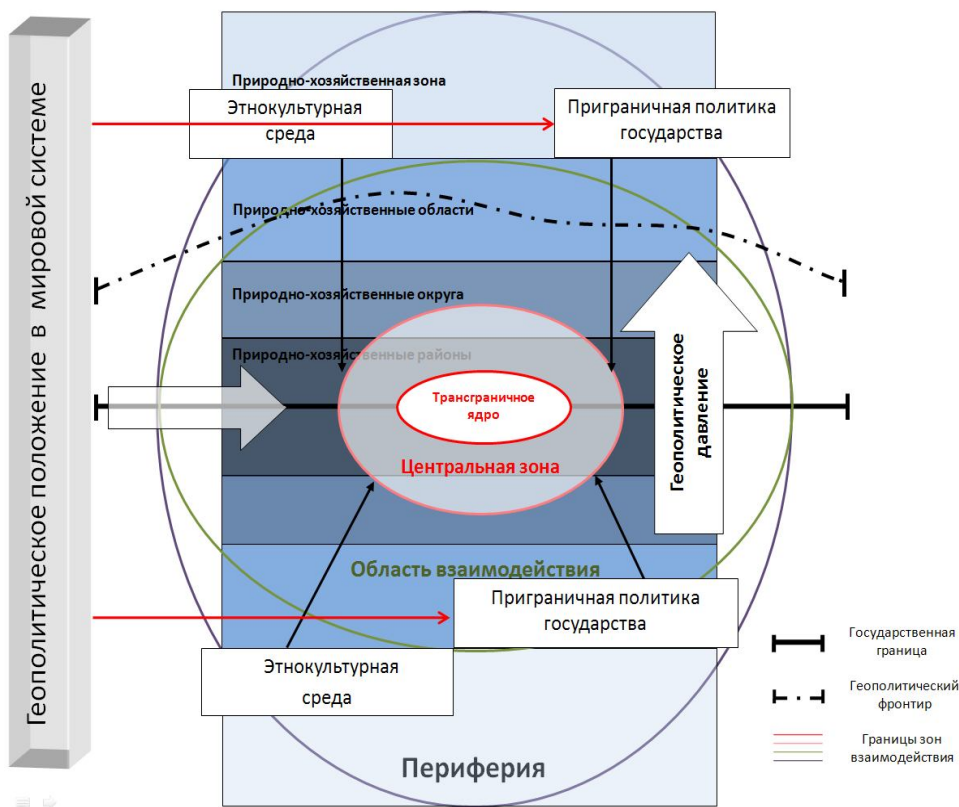 Геополитическое положение в мировой системе
Природно-хозяйственная зона
Этнокультурная
среда
Приграничная политика
государства
Природно-хозяйственные области
Природно-хозяйственные округа
Природно-хозяйственные районы
Трансграничное
ядро
Центральная зона
Геополитическое
давление
Область взаимодействия
Приграничная политика
государства
Этнокультурная
среда
Периферия
Государственная
граница
Геополитический
фронтир
Границы зон
взаимодействия